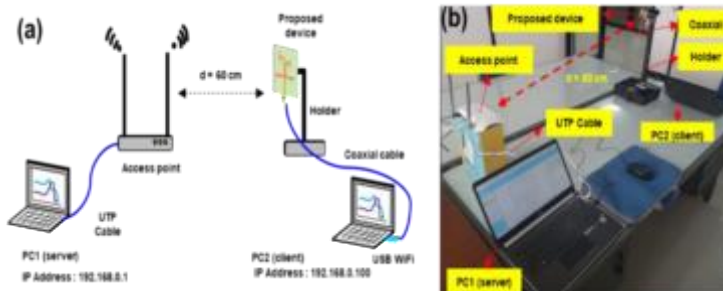 (a)
Proposed
device
d = 60 cm
Holder
Access point
Coaxial cable
UTP
Cable
PC1 (server)
IP Address : 192.168.0.1
PC2 (client)
IP Address : 192.168.0.100
USB WiFi
(b)
Proposed device
Coaxial
Access point
Holder
d = 60 cm
UTP Cable
PC2 (client)
PC1 (server)